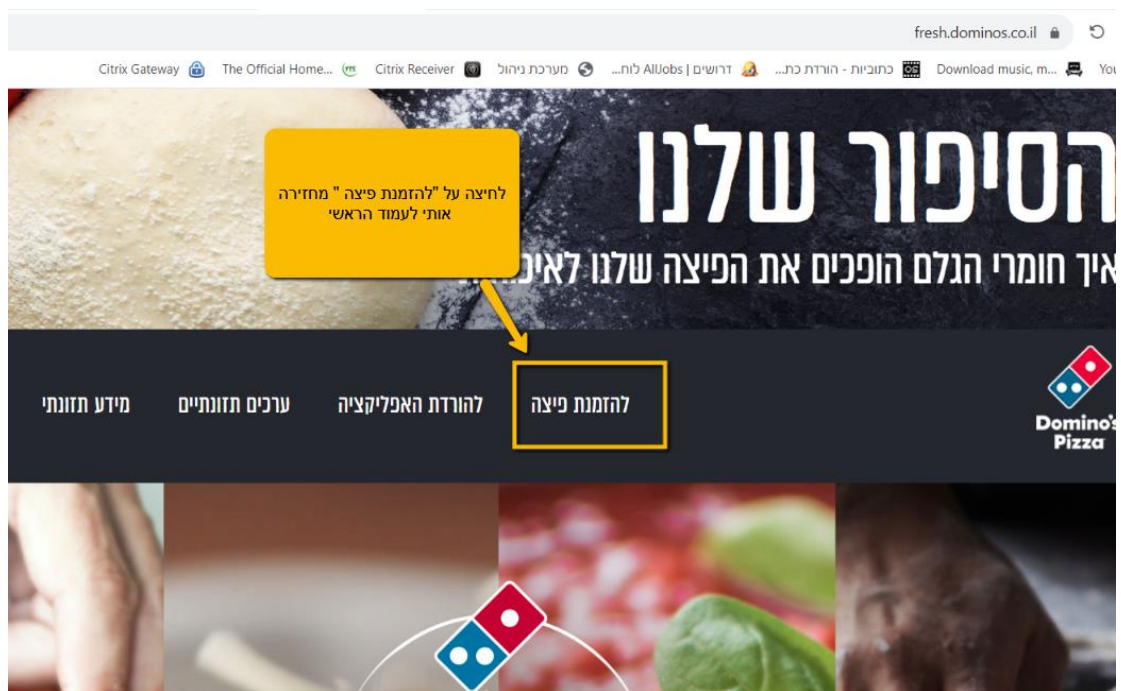 fresh.dominos.co.il
Citrix Gateway The Official Home... Citrix Receiver מערכת ניהול דרושים | AllJobs לוח... כתוביות - הורדת כת... Download music, m... You
הסיפור שלנו
איך חומרי הגלם הופכים את הפיצה שלנו
לחיצה על "להזמנת פיצה " מחזירה
אותי לעמוד הראשי
להזמנת פיצה
להורדת האפליקציה
ערכים תזונתיים
מידע תזונתי
Domino's
Pizza